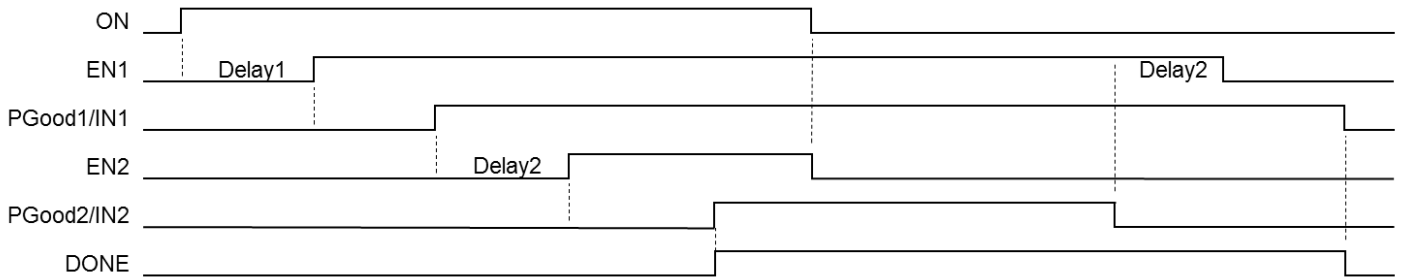 ON
EN1 Delay1 Delay2
PGood1/IN1
EN2 Delay2
PGood2/IN2
DONE